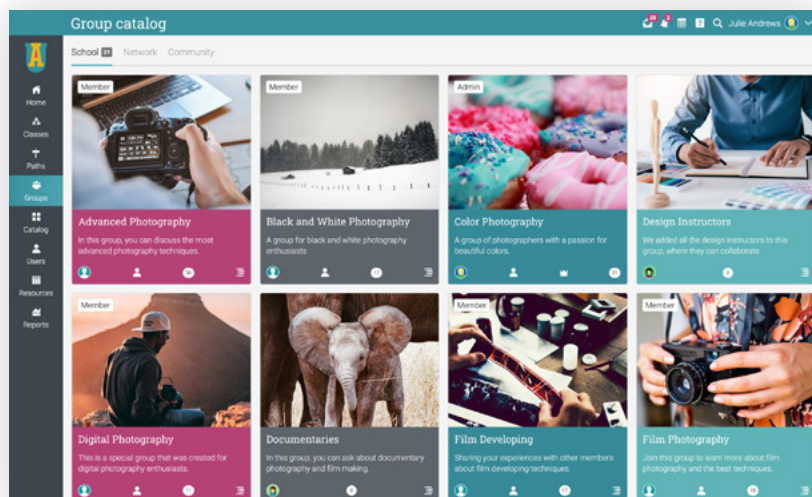 Group catalog
Julie Andrews
School 21 Network Community
Home
Classes
Paths
Groups
Catalog
Users
Resources
Reports
Member
Advanced Photography
In this group, you can discuss the most
advanced photography techniques.
Member
Black and White Photography
A group for black and white photography
enthusiasts
Admin
Color Photography
A group of photographers with a passion for
beautiful colors.
Design Instructors
We added all the design instructors to this
group, where they can collaborate.
Member
Digital Photography
This is a special group that was created for
digital photography enthusiasts.
Documentaries
In this group, you can ask about documentary
photography and film making.
Member
Film Developing
Sharing your experiences with other members
about film developing techniques.
Member
Film Photography
Join this group to learn more about film
photography and the best techniques.